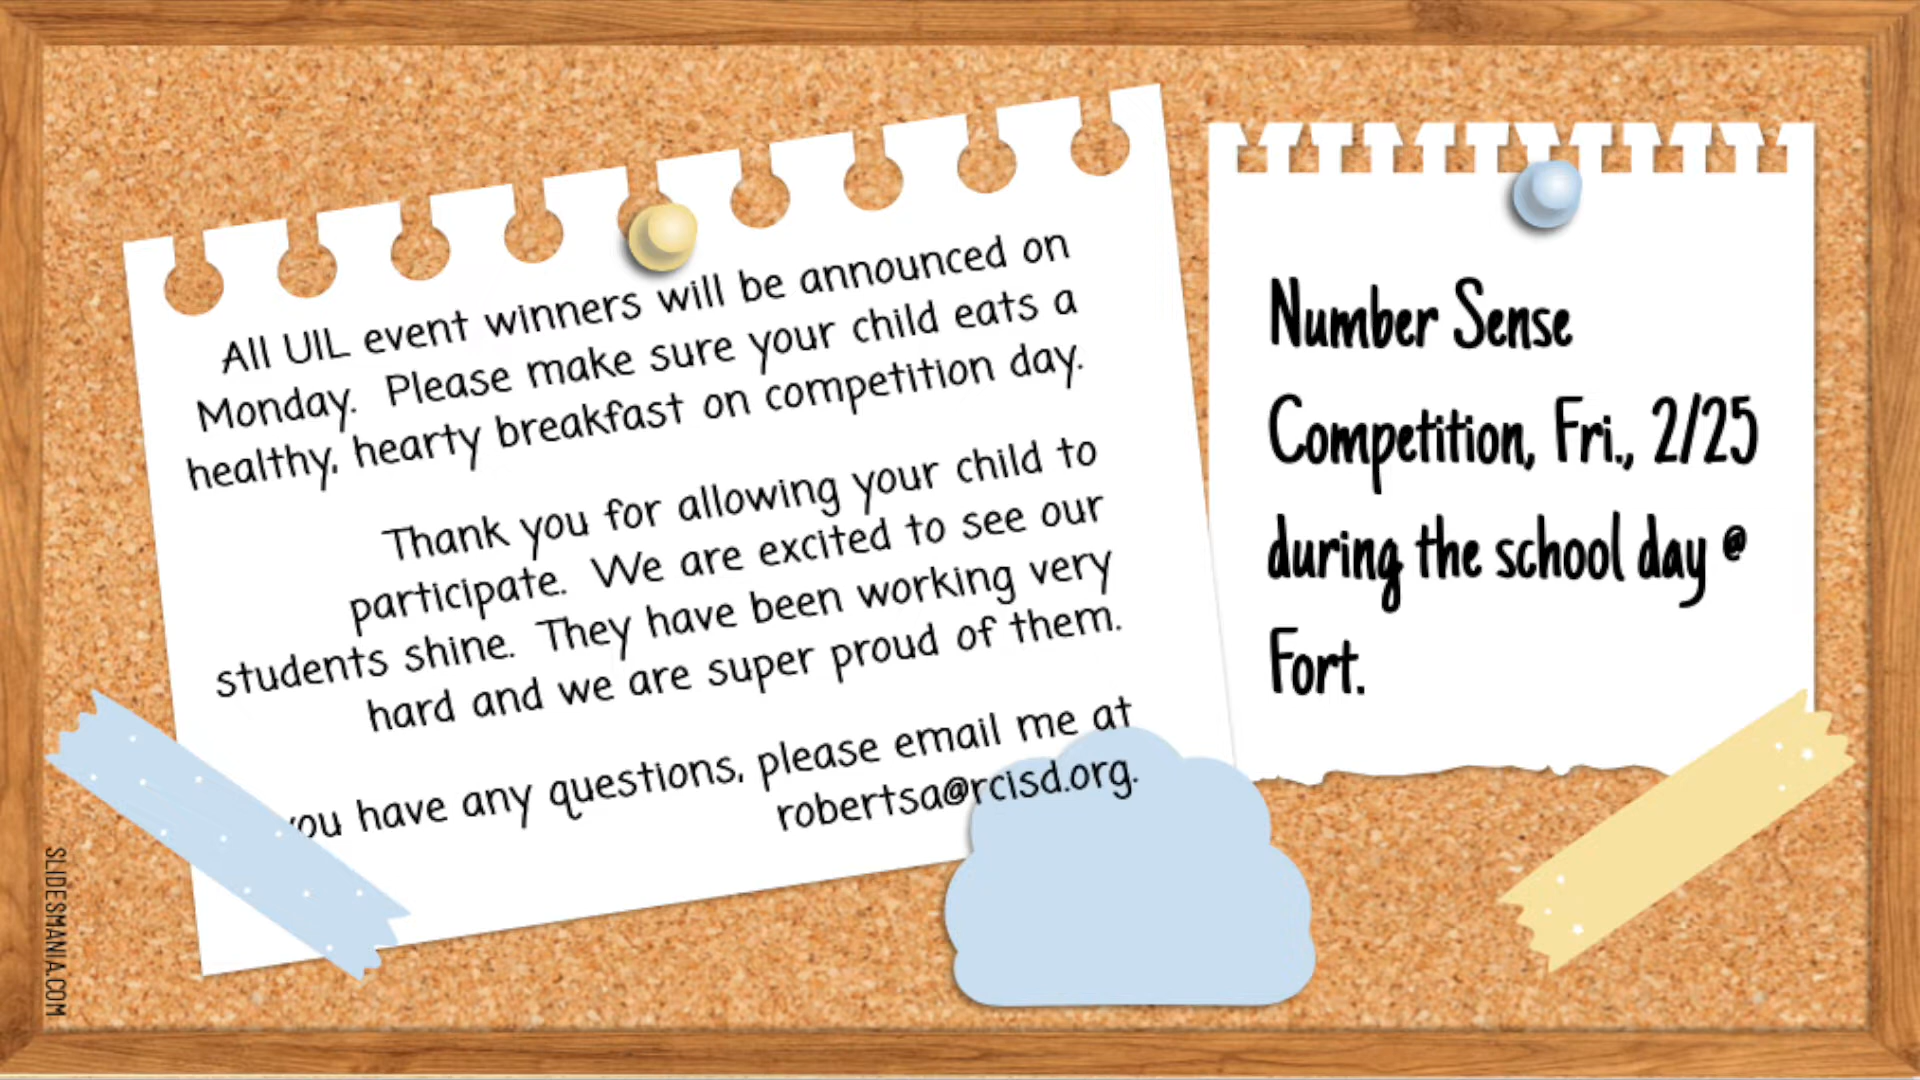 All UIL event winners will be announced on
Monday. Please make sure your child eats a
healthy, hearty breakfast on competition day.
Thank you for allowing your child to
participate. We are excited to see our
students shine. They have been working very
hard and we are super proud of them.
you have any questions, please email me at
robertsa@rcisd.org.
Number Sense
Competition, Fri., 2/25
during the school day @
Fort.
SLIDESMANIA.COM